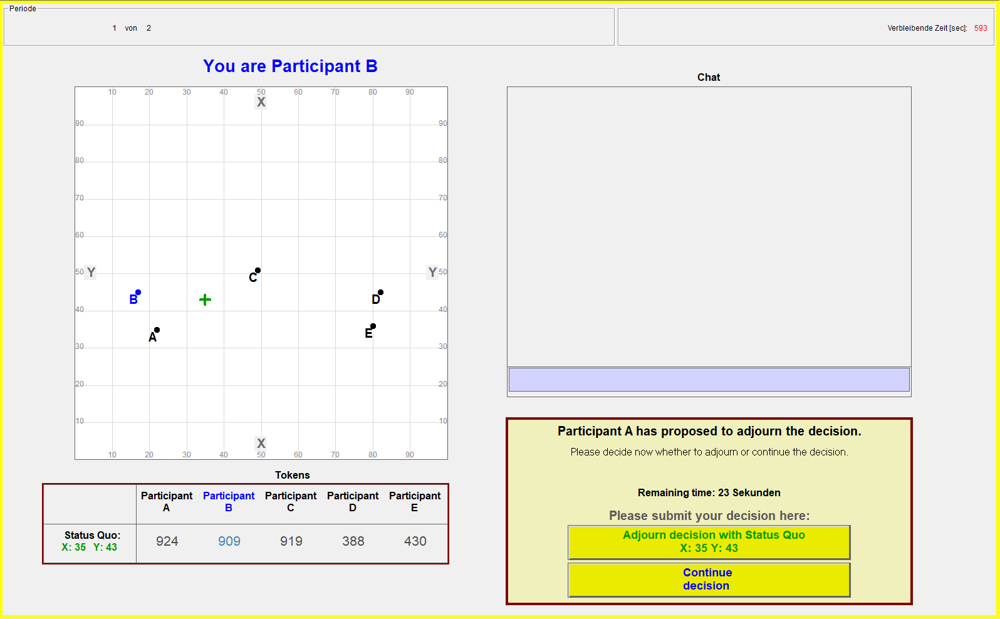 Periode
1 von 2
Verbleibende Zeit [sec]: 593
You are Participant B
10 20 30 40 50 60 70 80 90
X
90 90
80 80
70 70
60 60
50 Y Y 50
C
B D
40 40
E
A
30 30
20 20
10 10
X
10 20 30 40 50 60 70 80 90
Tokens
Participant A Participant B Participant C Participant D Participant E
Status Quo:
X: 35 Y: 43
924 909 919 388 430
Chat
Participant A has proposed to adjourn the decision.
Please decide now whether to adjourn or continue the decision.
Remaining time: 23 Sekunden
Please submit your decision here:
Adjourn decision with Status Quo
X: 35 Y: 43
Continue
decision